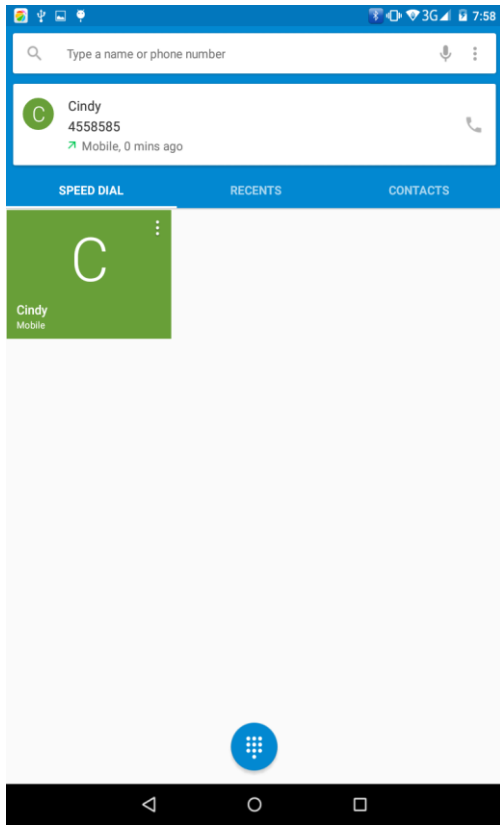 3G 7:58
Type a name or phone number
C
Cindy
4558585
Mobile, 0 mins ago
SPEED DIAL RECENTS CONTACTS
C
Cindy
Mobile